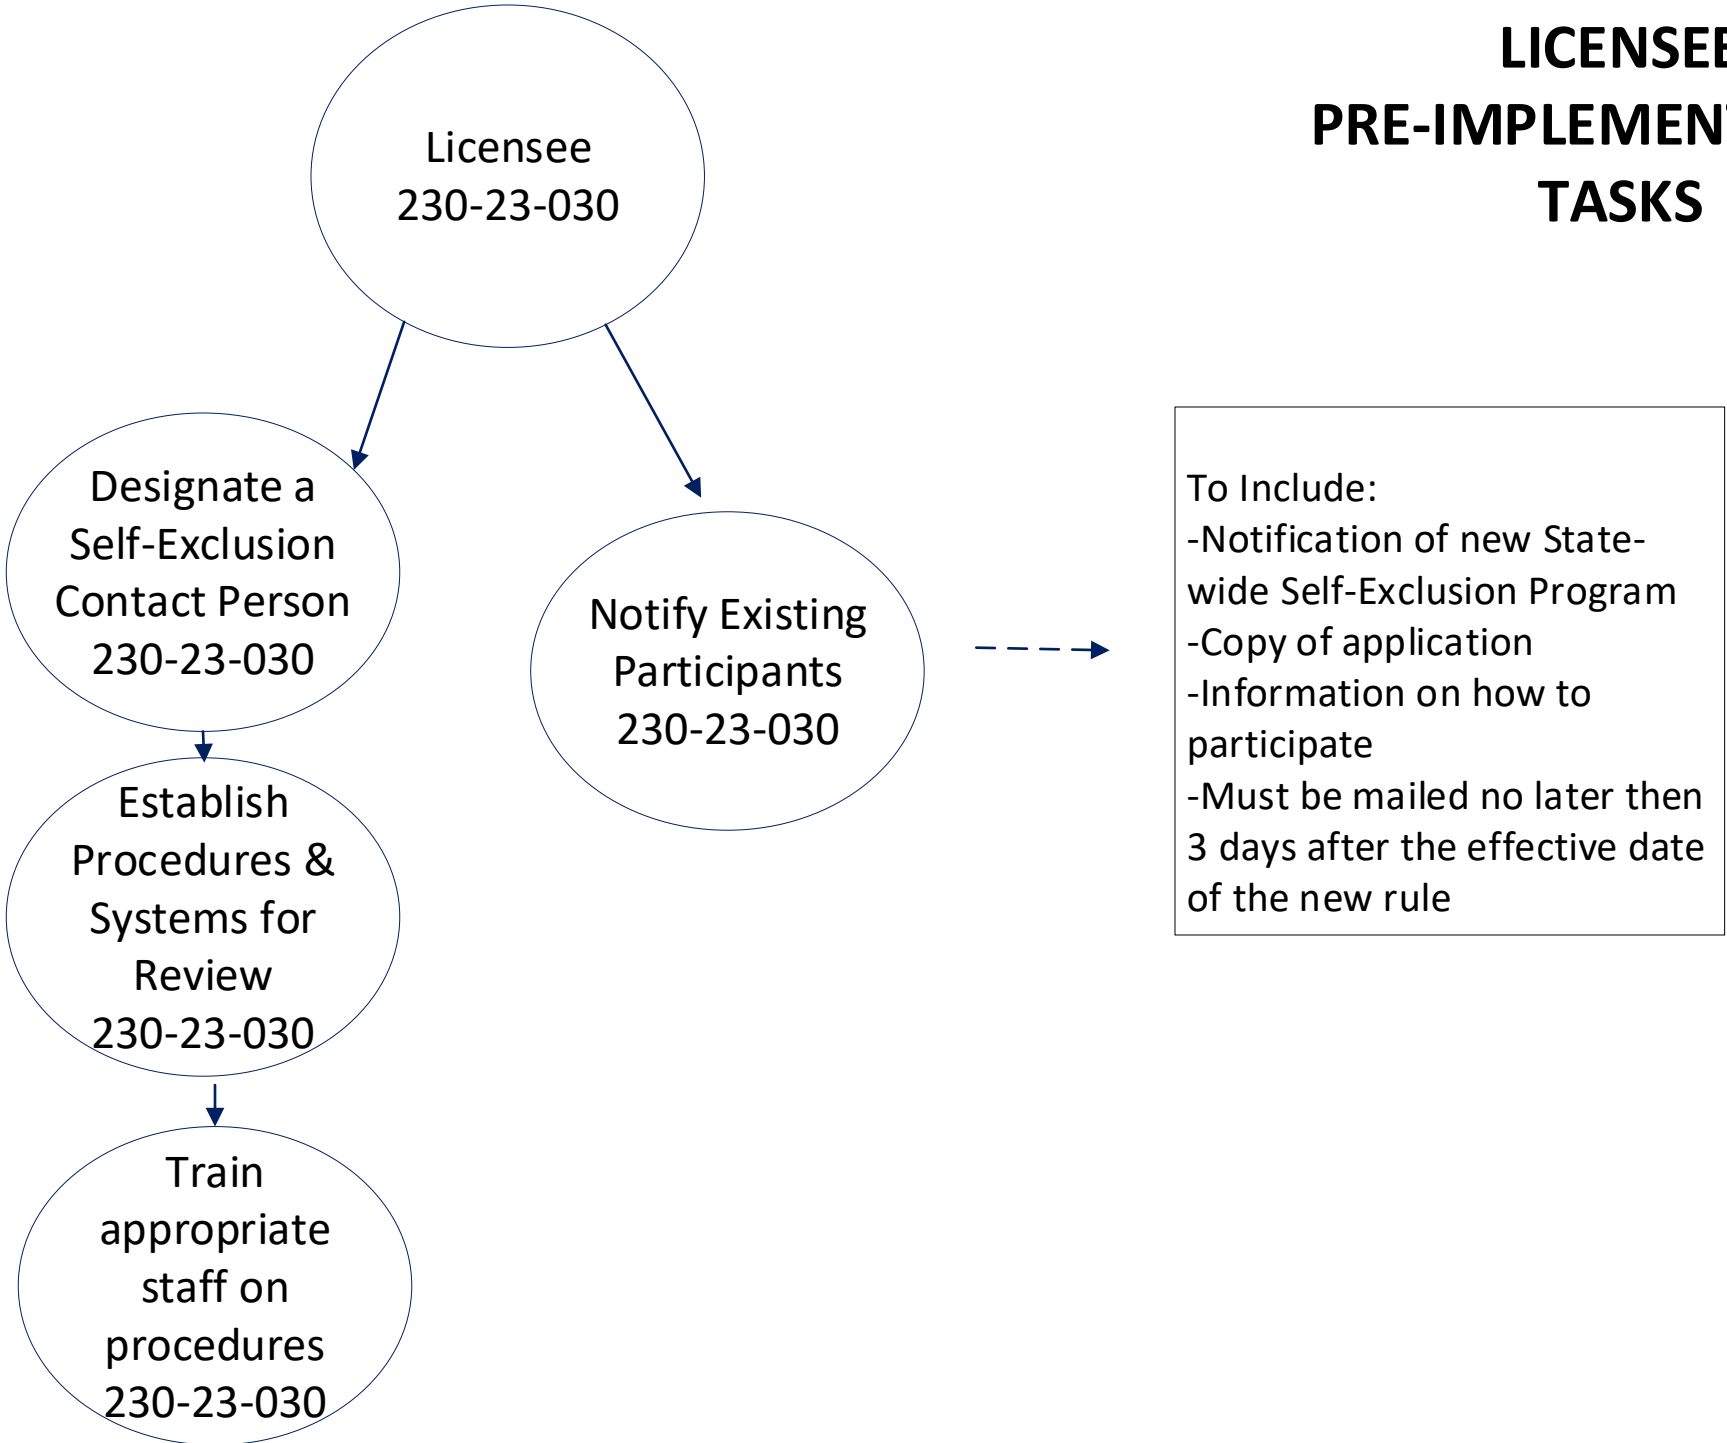 LICENSEE
PRE-IMPLEMENT
TASKS
Licensee
230-23-030
Designate a
Self-Exclusion
Contact Person
230-23-030
Notify Existing
Participants
230-23-030
To Include:
-Notification of new State-
wide Self-Exclusion Program
-Copy of application
-Information on how to
participate
-Must be mailed no later then
3 days after the effective date
of the new rule
Establish
Procedures &
Systems for
Review
230-23-030
Train
appropriate
staff on
procedures
230-23-030